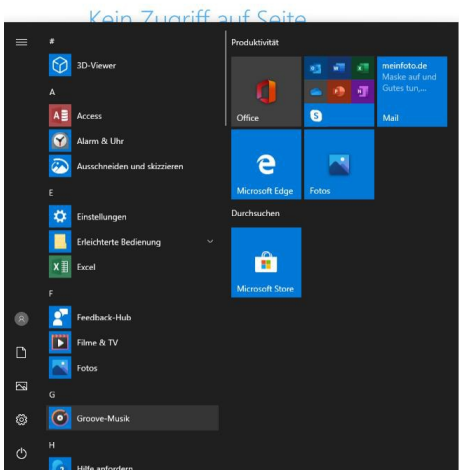 Kein Zugriff auf Seite
#
3D-Viewer
A
Access
Alarm & Uhr
Ausschneiden und skizzieren
E
Einstellungen
Erleichterte Bedienung
Excel
F
Feedback-Hub
Filme & TV
Fotos
G
Groove-Musik
H
Hilfe anfordern
Produktivität
Office
meinfoto.de
Maske auf und
Gutes tun,...
Mail
Microsoft Edge
Fotos
Durchsuchen
Microsoft Store